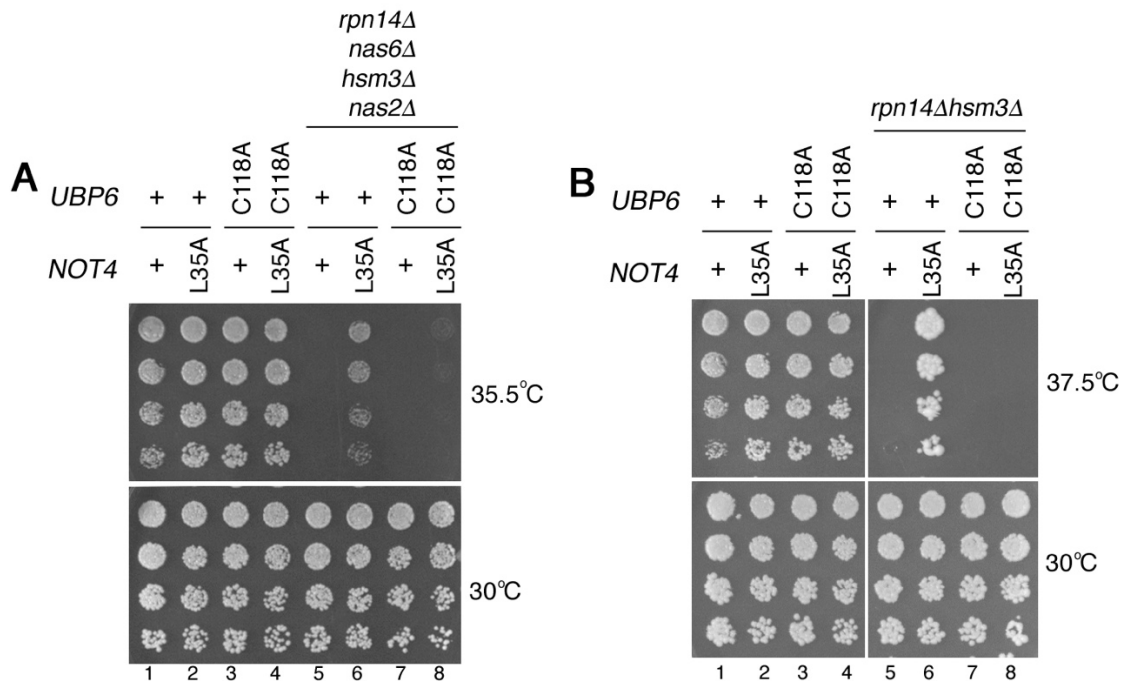 A
rpn14Δ
nas6Δ
hsm3Δ
nas2Δ
UBP6 + + C118A C118A + + C118A C118A
NOT4 + L35A + L35A + L35A + L35A
35.5°C
30°C
1 2 3 4 5 6 7 8
B
rpn14Δhsm3Δ
UBP6 + + C118A C118A + + C118A C118A
NOT4 + L35A + L35A + L35A + L35A
37.5°C
30°C
1 2 3 4 5 6 7 8